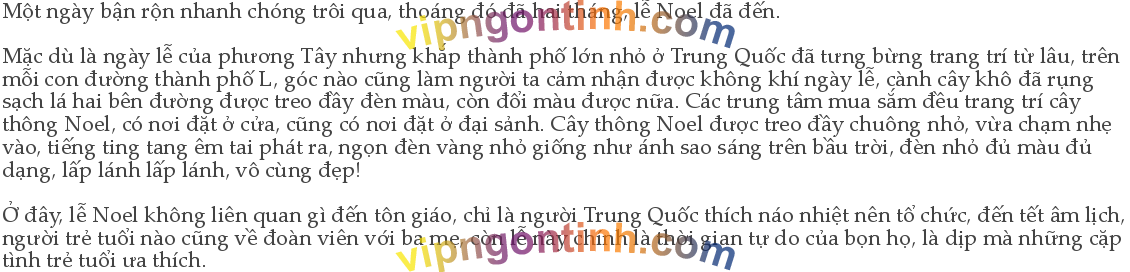 Một ngày bận rộn nhanh chóng trôi qua, thoáng đó đã hai tháng, lễ Noel đã đến.
vipngontinh.com
Mặc dù là ngày lễ của phương Tây nhưng khắp thành phố lớn nhỏ ở Trung Quốc đã tưng bừng trang trí từ lâu, trên
mỗi con đường thành phố L, góc nào cũng làm người ta cảm nhận được không khí ngày lễ, cành cây khô đã rụng
sạch lá hai bên đường được treo đầy đèn màu, còn đổi màu được nữa. Các trung tâm mua sắm đều trang trí cây
thông Noel, có nơi đặt ở cửa, cũng có nơi đặt ở đại sảnh. Cây thông Noel được treo đầy chuông nhỏ, vừa chạm nhẹ
vào, tiếng ting tang êm tai phát ra, ngọn đèn vàng nhỏ giống như ánh sao sáng trên bầu trời, đèn nhỏ đủ màu đủ
dạng, lấp lánh lấp lánh, vô cùng đẹp!
Ở đây, lễ Noel không liên quan gì đến tôn giáo, chỉ là người Trung Quốc thích náo nhiệt nên tổ chức, đến tết âm lịch,
người trẻ tuổi nào cũng về đoàn viên với ba mẹ, còn lễ này chính là thời gian tự do của bọn họ, là dịp mà những cặp
vipngontinh.com
tình trẻ tuổi ưa thích.